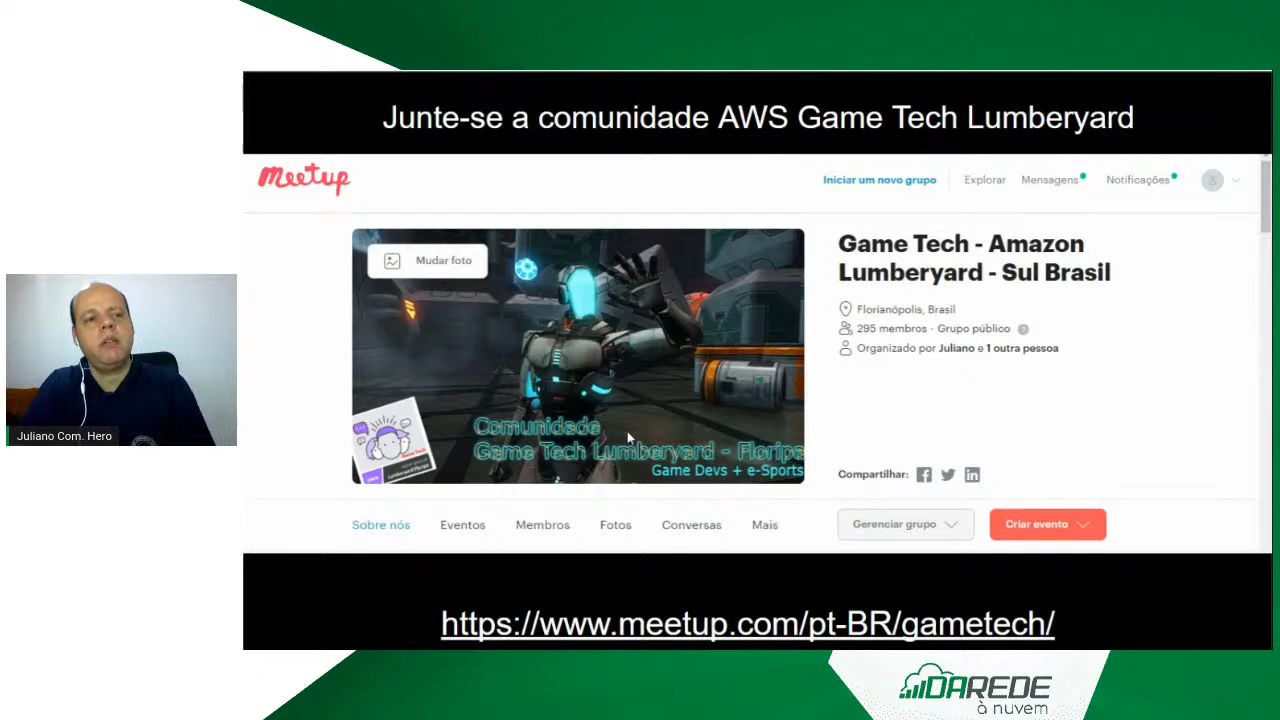 Junte-se a comunidade AWS Game Tech Lumberyard
meetup
Iniciar um novo grupo
Explorar
Mensagens
Notificações
Mudar foto
Game Tech - Amazon
Lumberyard - Sul Brasil
Florianópolis, Brasil
295 membros · Grupo público
Organizado por Juliano e 1 outra pessoa
Comunidade
Game Tech Lumberyard - Floripa
Game Devs + e-Sports
Compartilhar:
Juliano Com. Hero
Sobre nós
Eventos
Membros
Fotos
Conversas
Mais
Gerenciar grupo
Criar evento
https://www.meetup.com/pt-BR/gametech/
DAREDE
à nuvem